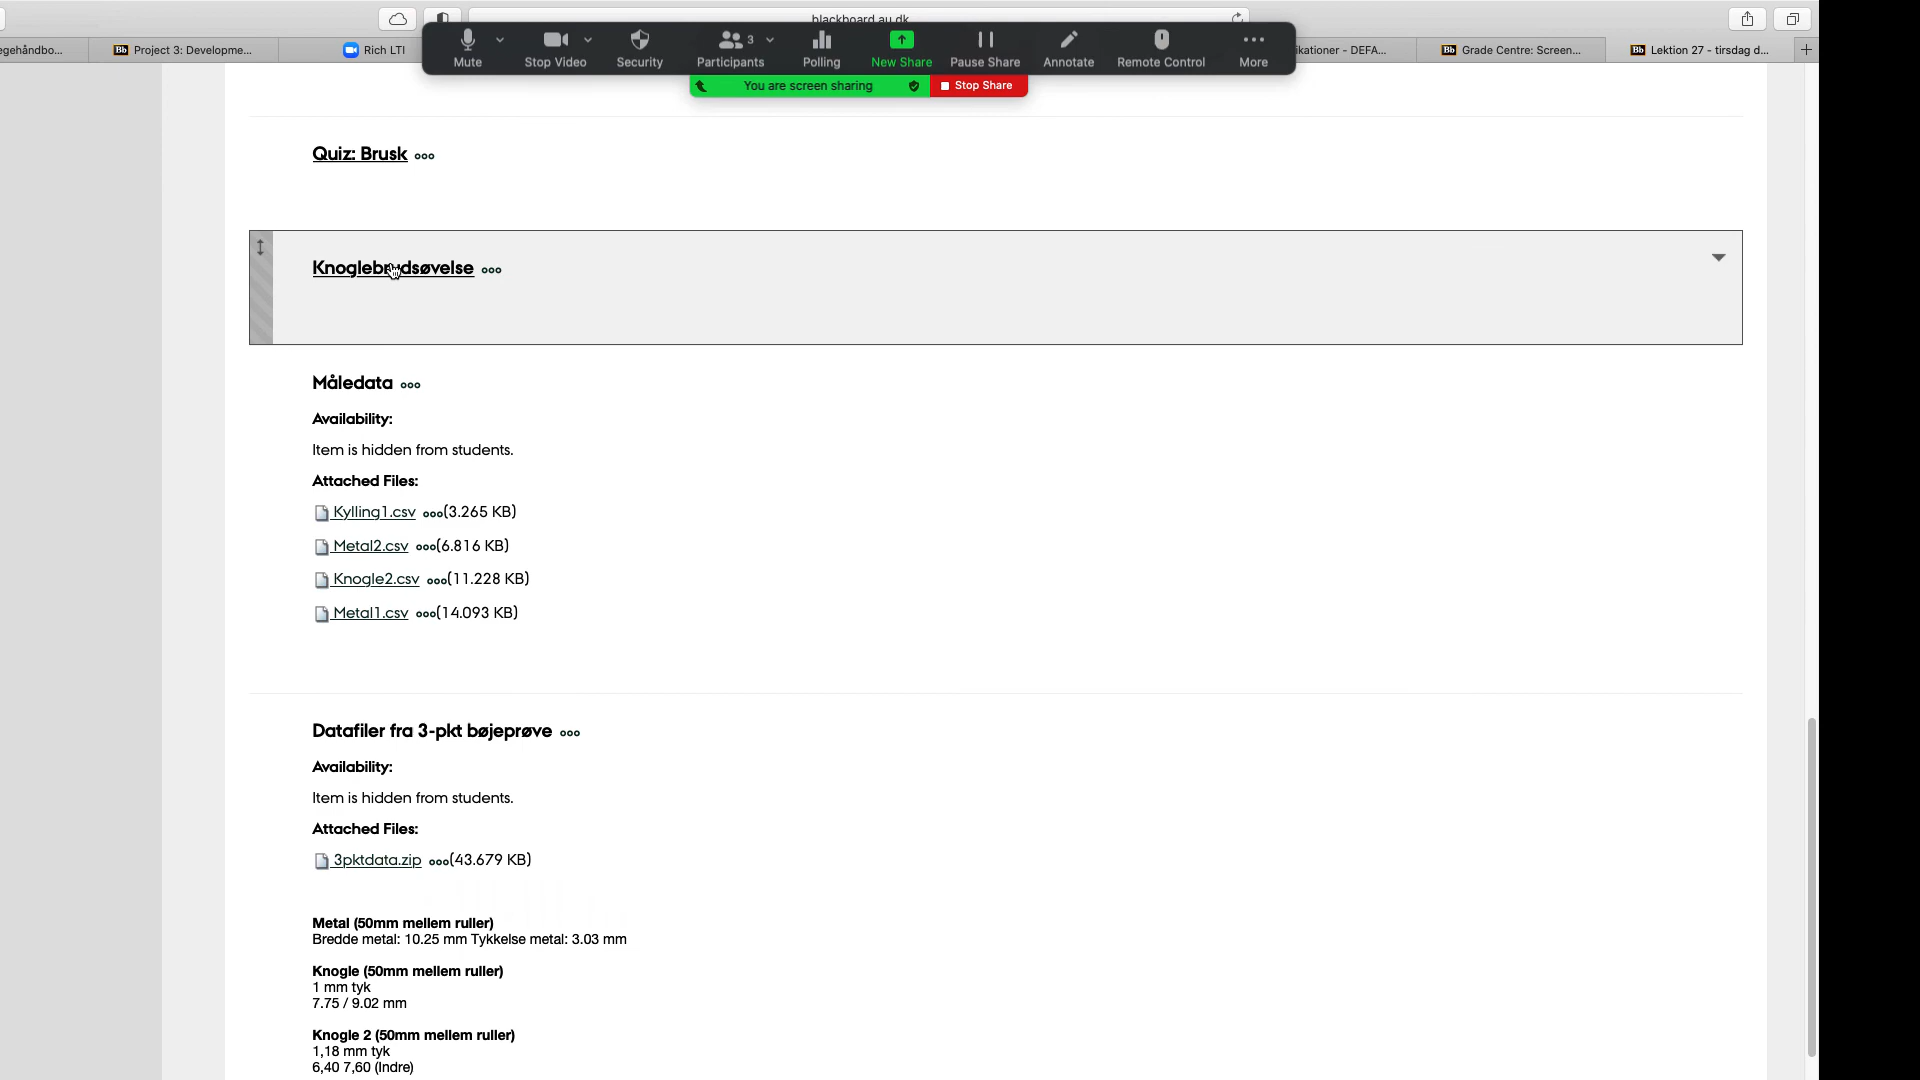 blackboard.au.dk
egehåndbo...
Project 3: Developme...
Rich LTI
ikationer - DEFA...
Grade Centre: Screen...
Lektion 27 - tirsdag d...
Mute
Stop Video
Security
3
Participants
Polling
New Share
Pause Share
Annotate
Remote Control
More
You are screen sharing
Stop Share
Quiz: Brusk
Knoglebrudsøvelse
Måledata
Availability:
Item is hidden from students.
Attached Files:
Kylling1.csv (3.265 KB)
Metal2.csv (6.816 KB)
Knogle2.csv (11.228 KB)
Metal1.csv (14.093 KB)
Datafiler fra 3-pkt bøjeprøve
Availability:
Item is hidden from students.
Attached Files:
3pktdata.zip (43.679 KB)
Metal (50mm mellem ruller)
Bredde metal: 10.25 mm Tykkelse metal: 3.03 mm
Knogle (50mm mellem ruller)
1 mm tyk
7.75 / 9.02 mm
Knogle 2 (50mm mellem ruller)
1,18 mm tyk
6,40 7,60 (Indre)